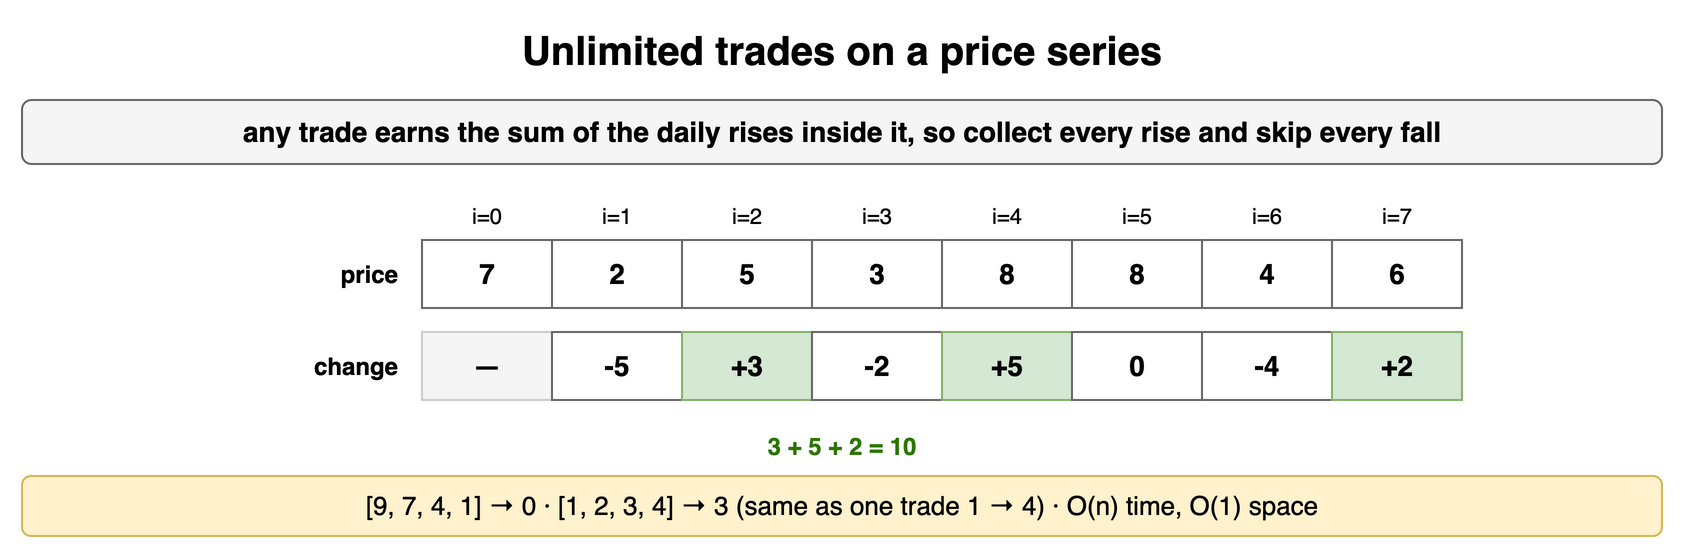 Unlimited trades on a price series
any trade earns the sum of the daily rises inside it, so collect every rise and skip every fall
i=0 i=1 i=2 i=3 i=4 i=5 i=6 i=7
price 7 2 5 3 8 8 4 6
change — -5 +3 -2 +5 0 -4 +2
3 + 5 + 2 = 10
[9, 7, 4, 1] → 0 · [1, 2, 3, 4] → 3 (same as one trade 1 → 4) · O(n) time, O(1) space